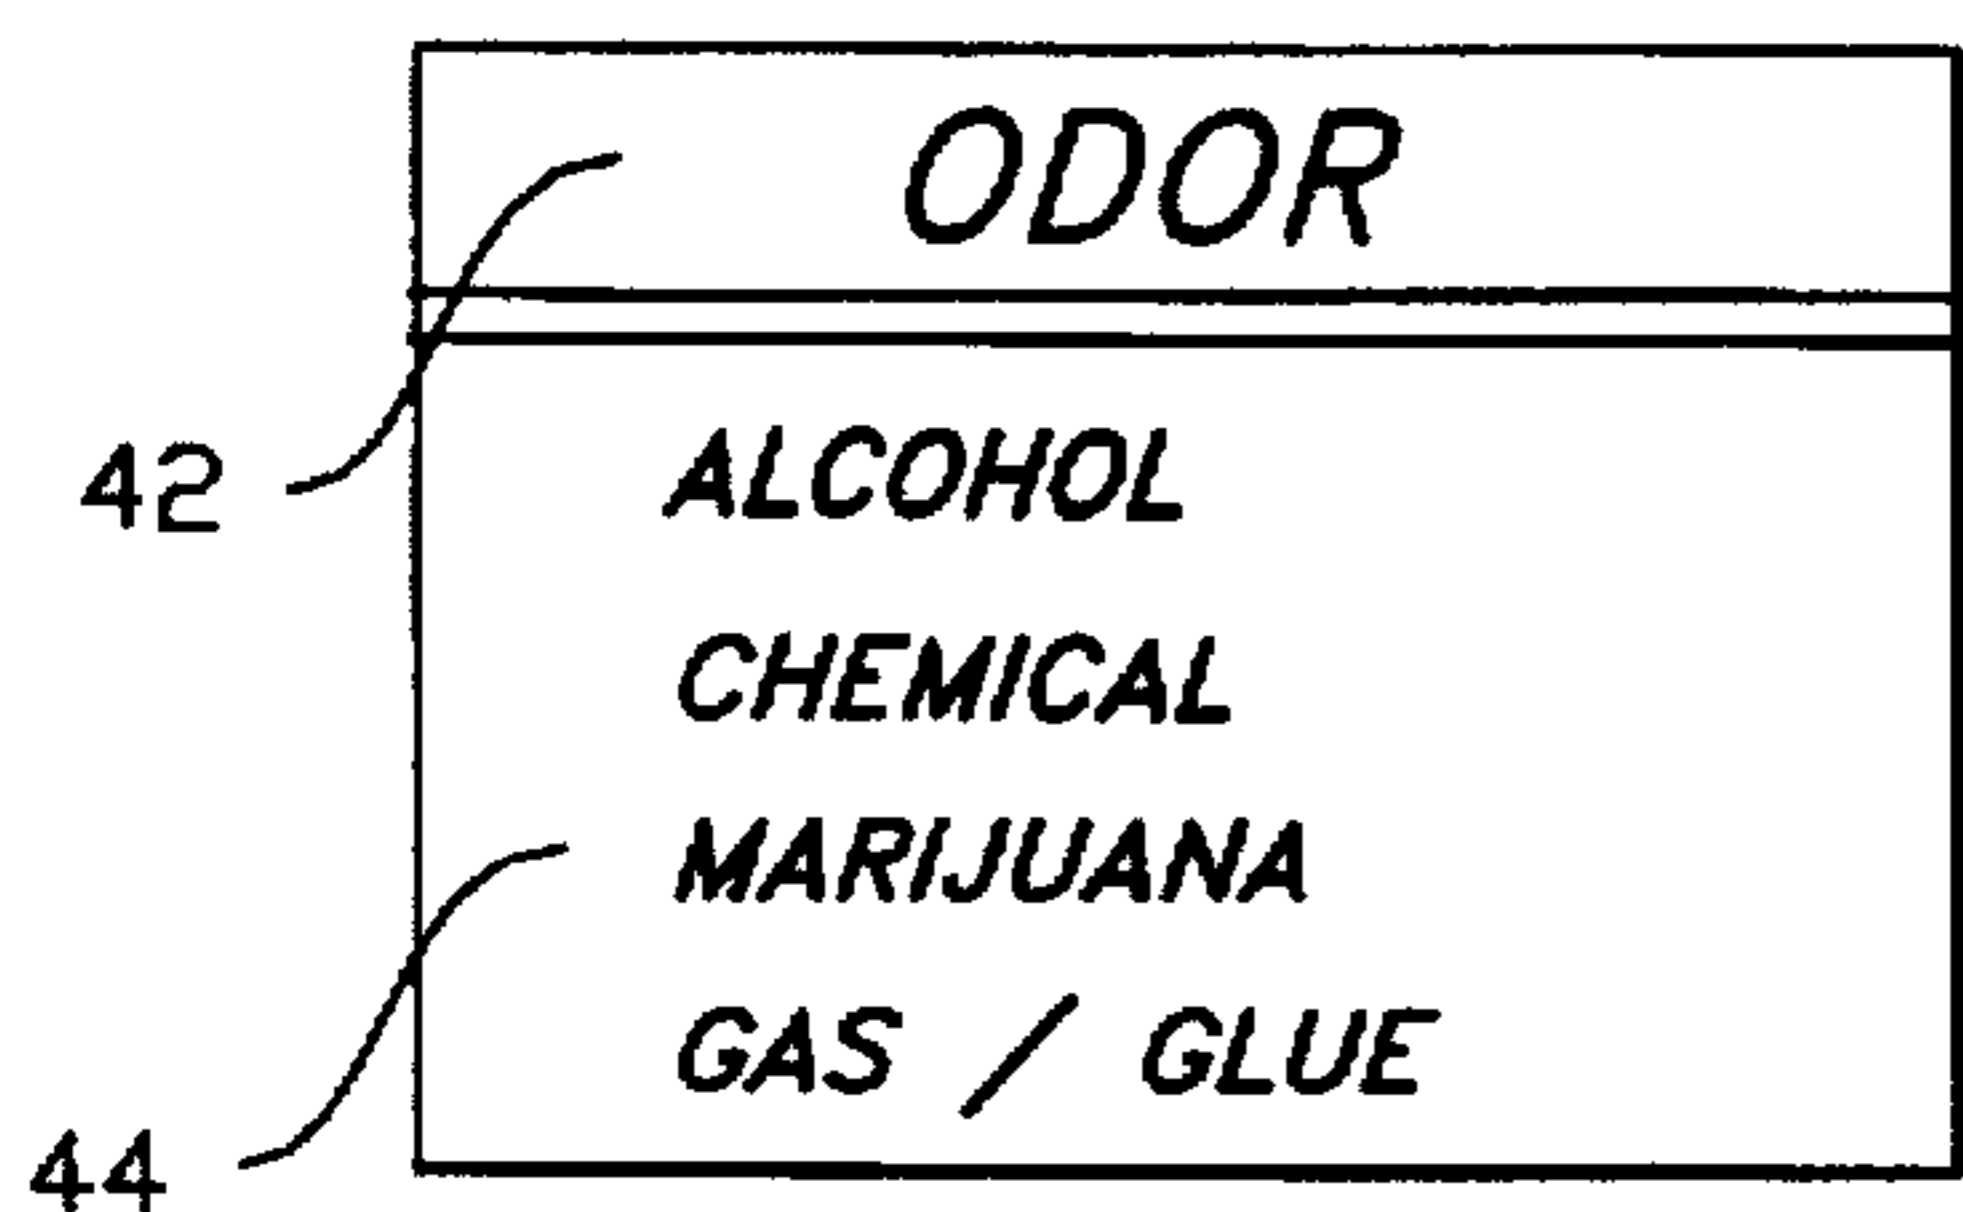 ODOR
42
ALCOHOL
CHEMICAL
MARIJUANA
GAS / GLUE
44